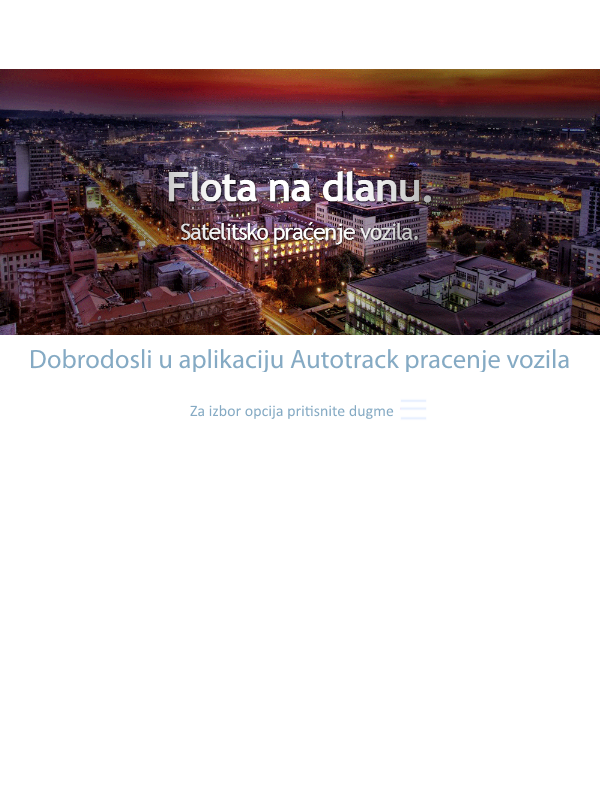 Flota na dlanu.
Satelitsko praćenje vozila.
Dobrodosli u aplikaciju Autotrack pracenje vozila
Za izbor opcija pritisnite dugme